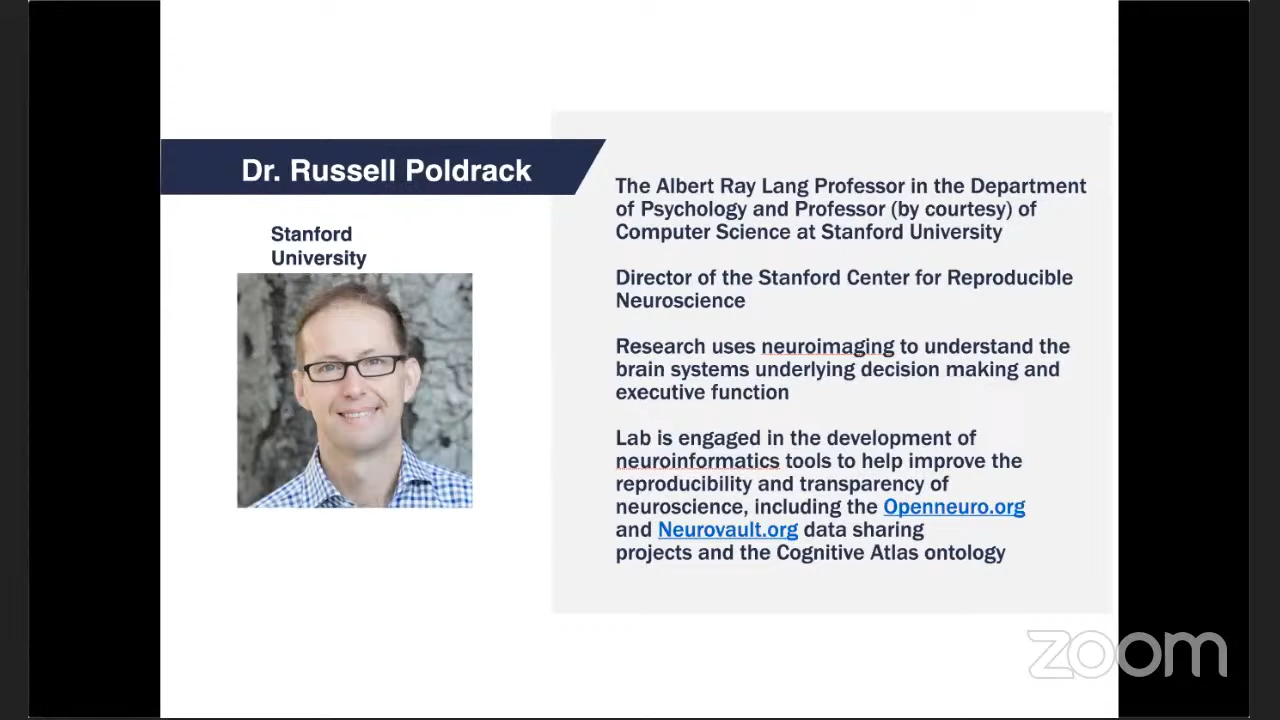 Dr. Russell Poldrack
Stanford
University
The Albert Ray Lang Professor in the Department
of Psychology and Professor (by courtesy) of
Computer Science at Stanford University
Director of the Stanford Center for Reproducible
Neuroscience
Research uses neuroimaging to understand the
brain systems underlying decision making and
executive function
Lab is engaged in the development of
neuroinformatics tools to help improve the
reproducibility and transparency of
neuroscience, including the Openneuro.org
and Neurovault.org data sharing
projects and the Cognitive Atlas ontology
zoom